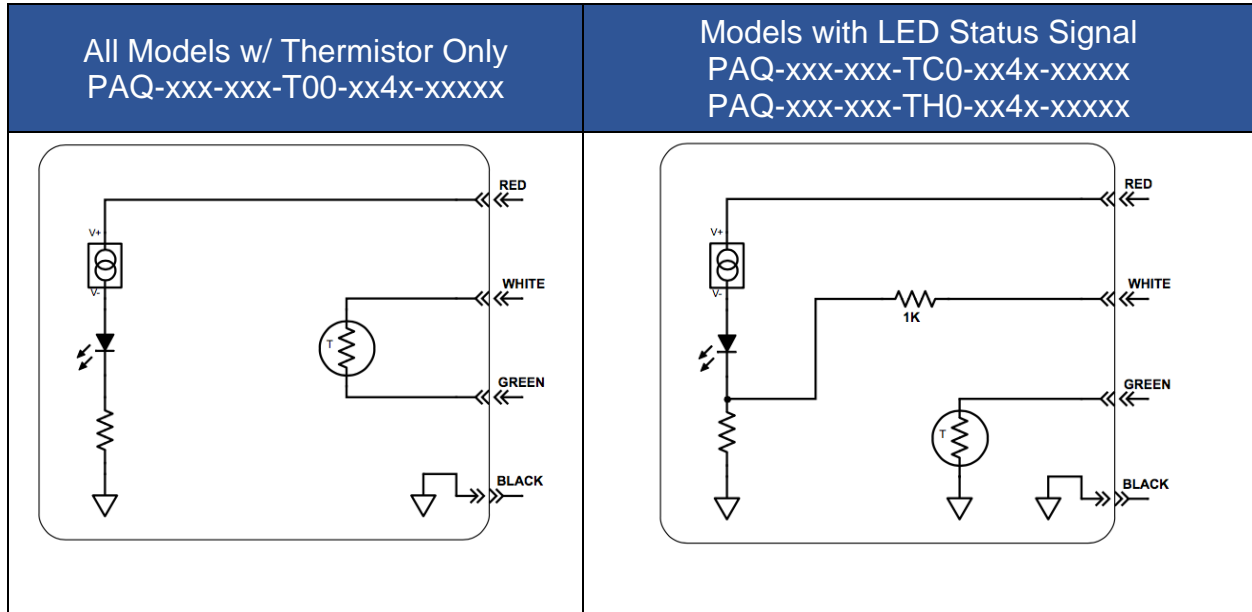 All Models w/ Thermistor Only
PAQ-xxx-xxx-T00-xx4x-xxxxx
Models with LED Status Signal
PAQ-xxx-xxx-TC0-xx4x-xxxxx
PAQ-xxx-xxx-TH0-xx4x-xxxxx
RED
V+
V-
WHITE
T
GREEN
BLACK
RED
V+
V-
WHITE
1K
GREEN
T
BLACK